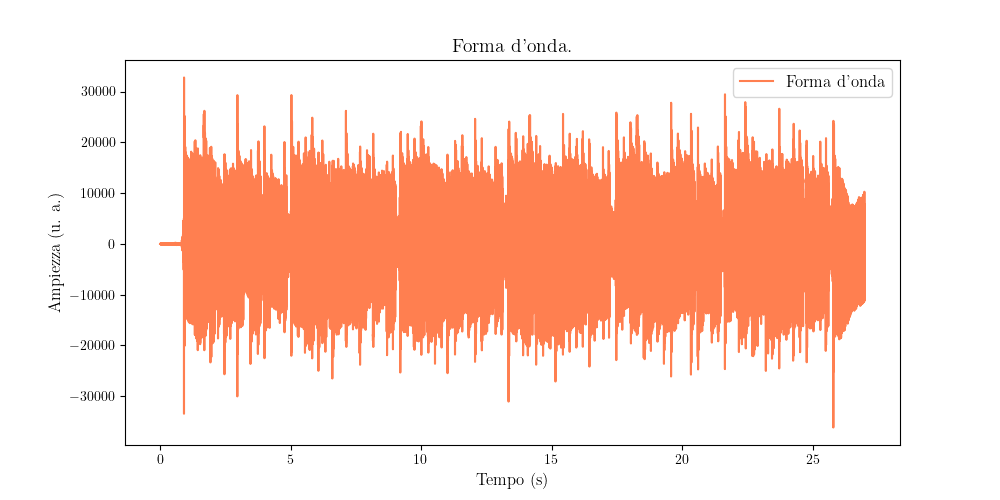 Forma d'onda.
Forma d'onda
30000
20000
10000
0
−10000
−20000
−30000
Ampiezza (u. a.)
0 5 10 15 20 25
Tempo (s)